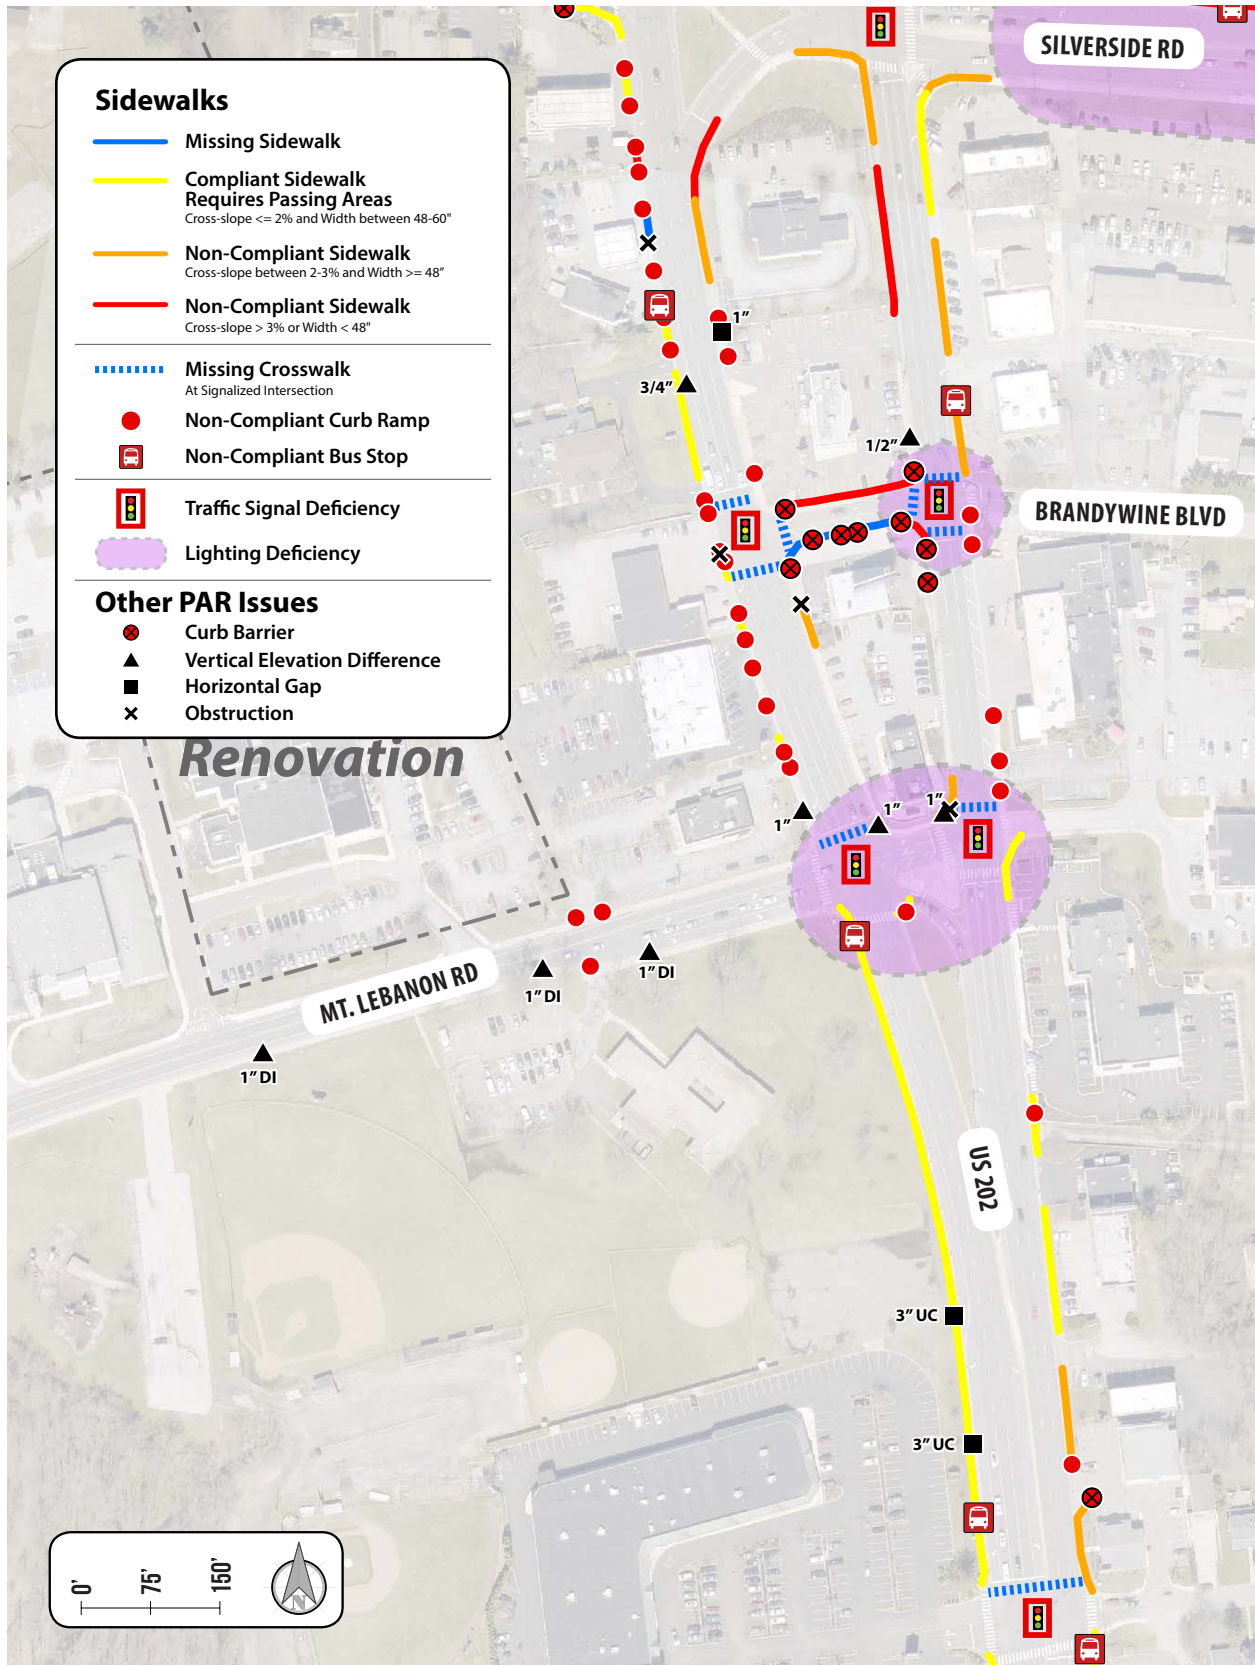 SILVERSIDE RD
Sidewalks
Missing Sidewalk
Compliant Sidewalk
Requires Passing Areas
Cross-slope <= 2% and Width between 48-60"
Non-Compliant Sidewalk
Cross-slope between 2-3% and Width >= 48"
Non-Compliant Sidewalk
Cross-slope > 3% or Width < 48"
Missing Crosswalk
At Signalized Intersection
Non-Compliant Curb Ramp
Non-Compliant Bus Stop
Traffic Signal Deficiency
Lighting Deficiency
Other PAR Issues
Curb Barrier
Vertical Elevation Difference
Horizontal Gap
Obstruction
1"
3/4"
1/2"
BRANDYWINE BLVD
Renovation
1"
1"
1"
MT. LEBANON RD
1" DI
1" DI
1" DI
US 202
3" UC
3" UC
0'
75'
150'
N